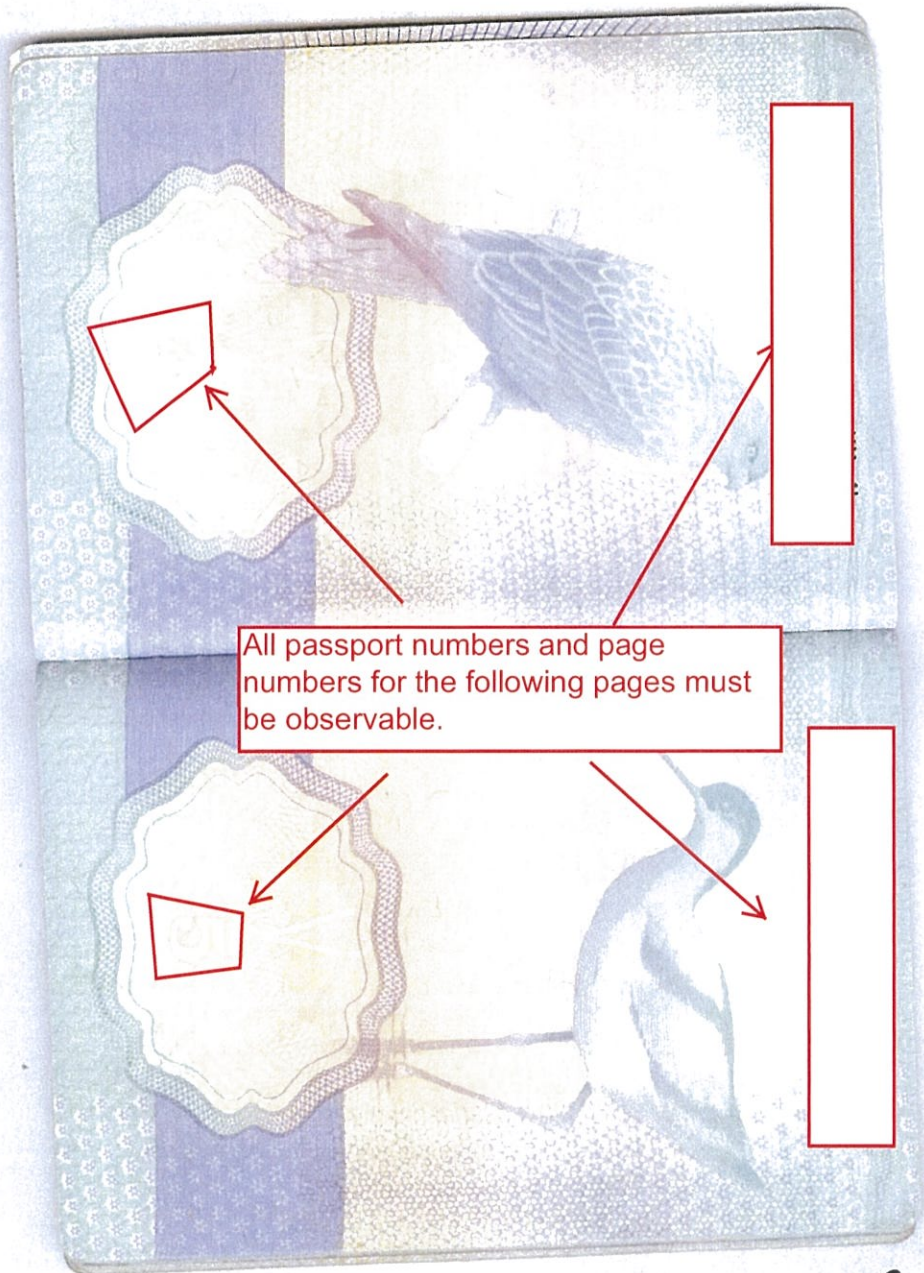 All passport numbers and page
numbers for the following pages must
be observable.